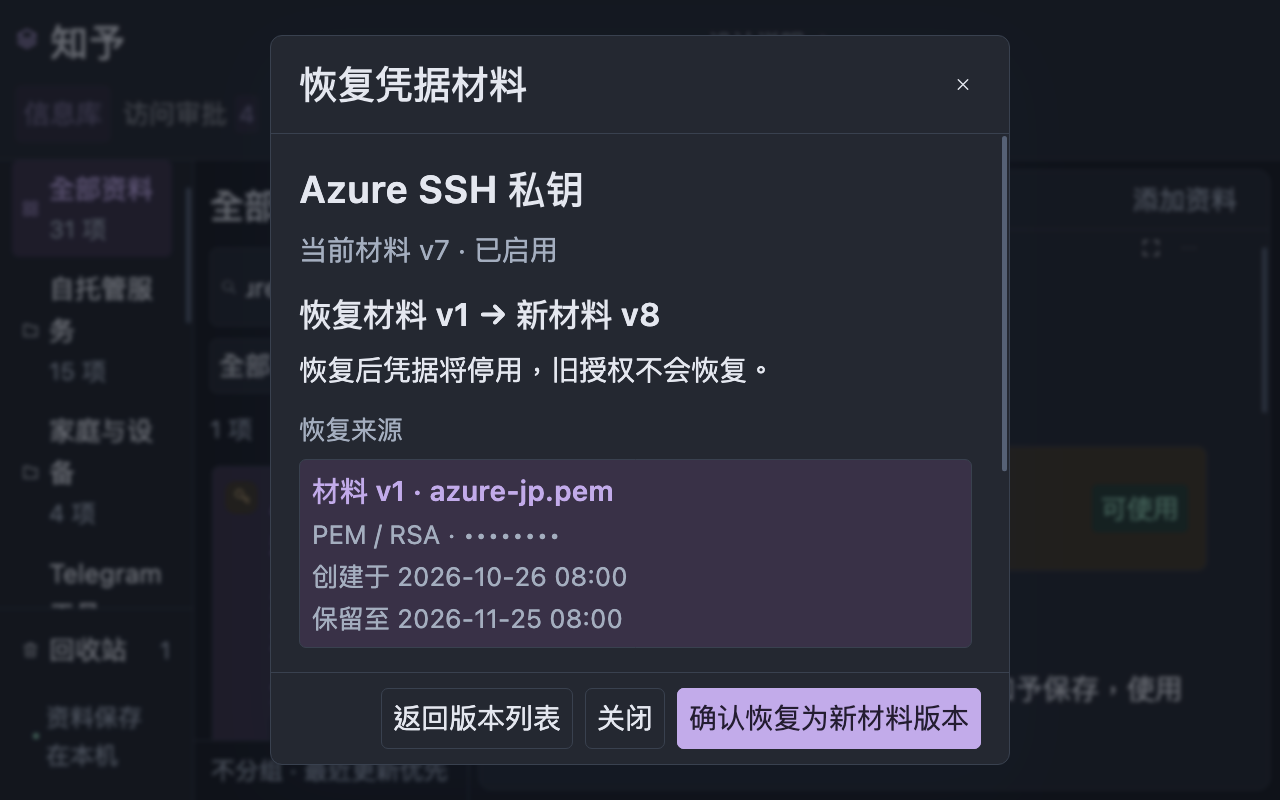 知予
信息库
访问审批 4
全部资料
31 项
自托管服
务
15 项
家庭与设
备
4 项
Telegram
回收站 1
资料保存
在本机
全部
全部
1 项
不分组 · 最近更新优先
添加资料
可使用
予保存，使用
恢复凭据材料
Azure SSH 私钥
当前材料 v7 · 已启用
恢复材料 v1 → 新材料 v8
恢复后凭据将停用，旧授权不会恢复。
恢复来源
材料 v1 · azure-jp.pem
PEM / RSA · ••••••••
创建于 2026-10-26 08:00
保留至 2026-11-25 08:00
返回版本列表
关闭
确认恢复为新材料版本